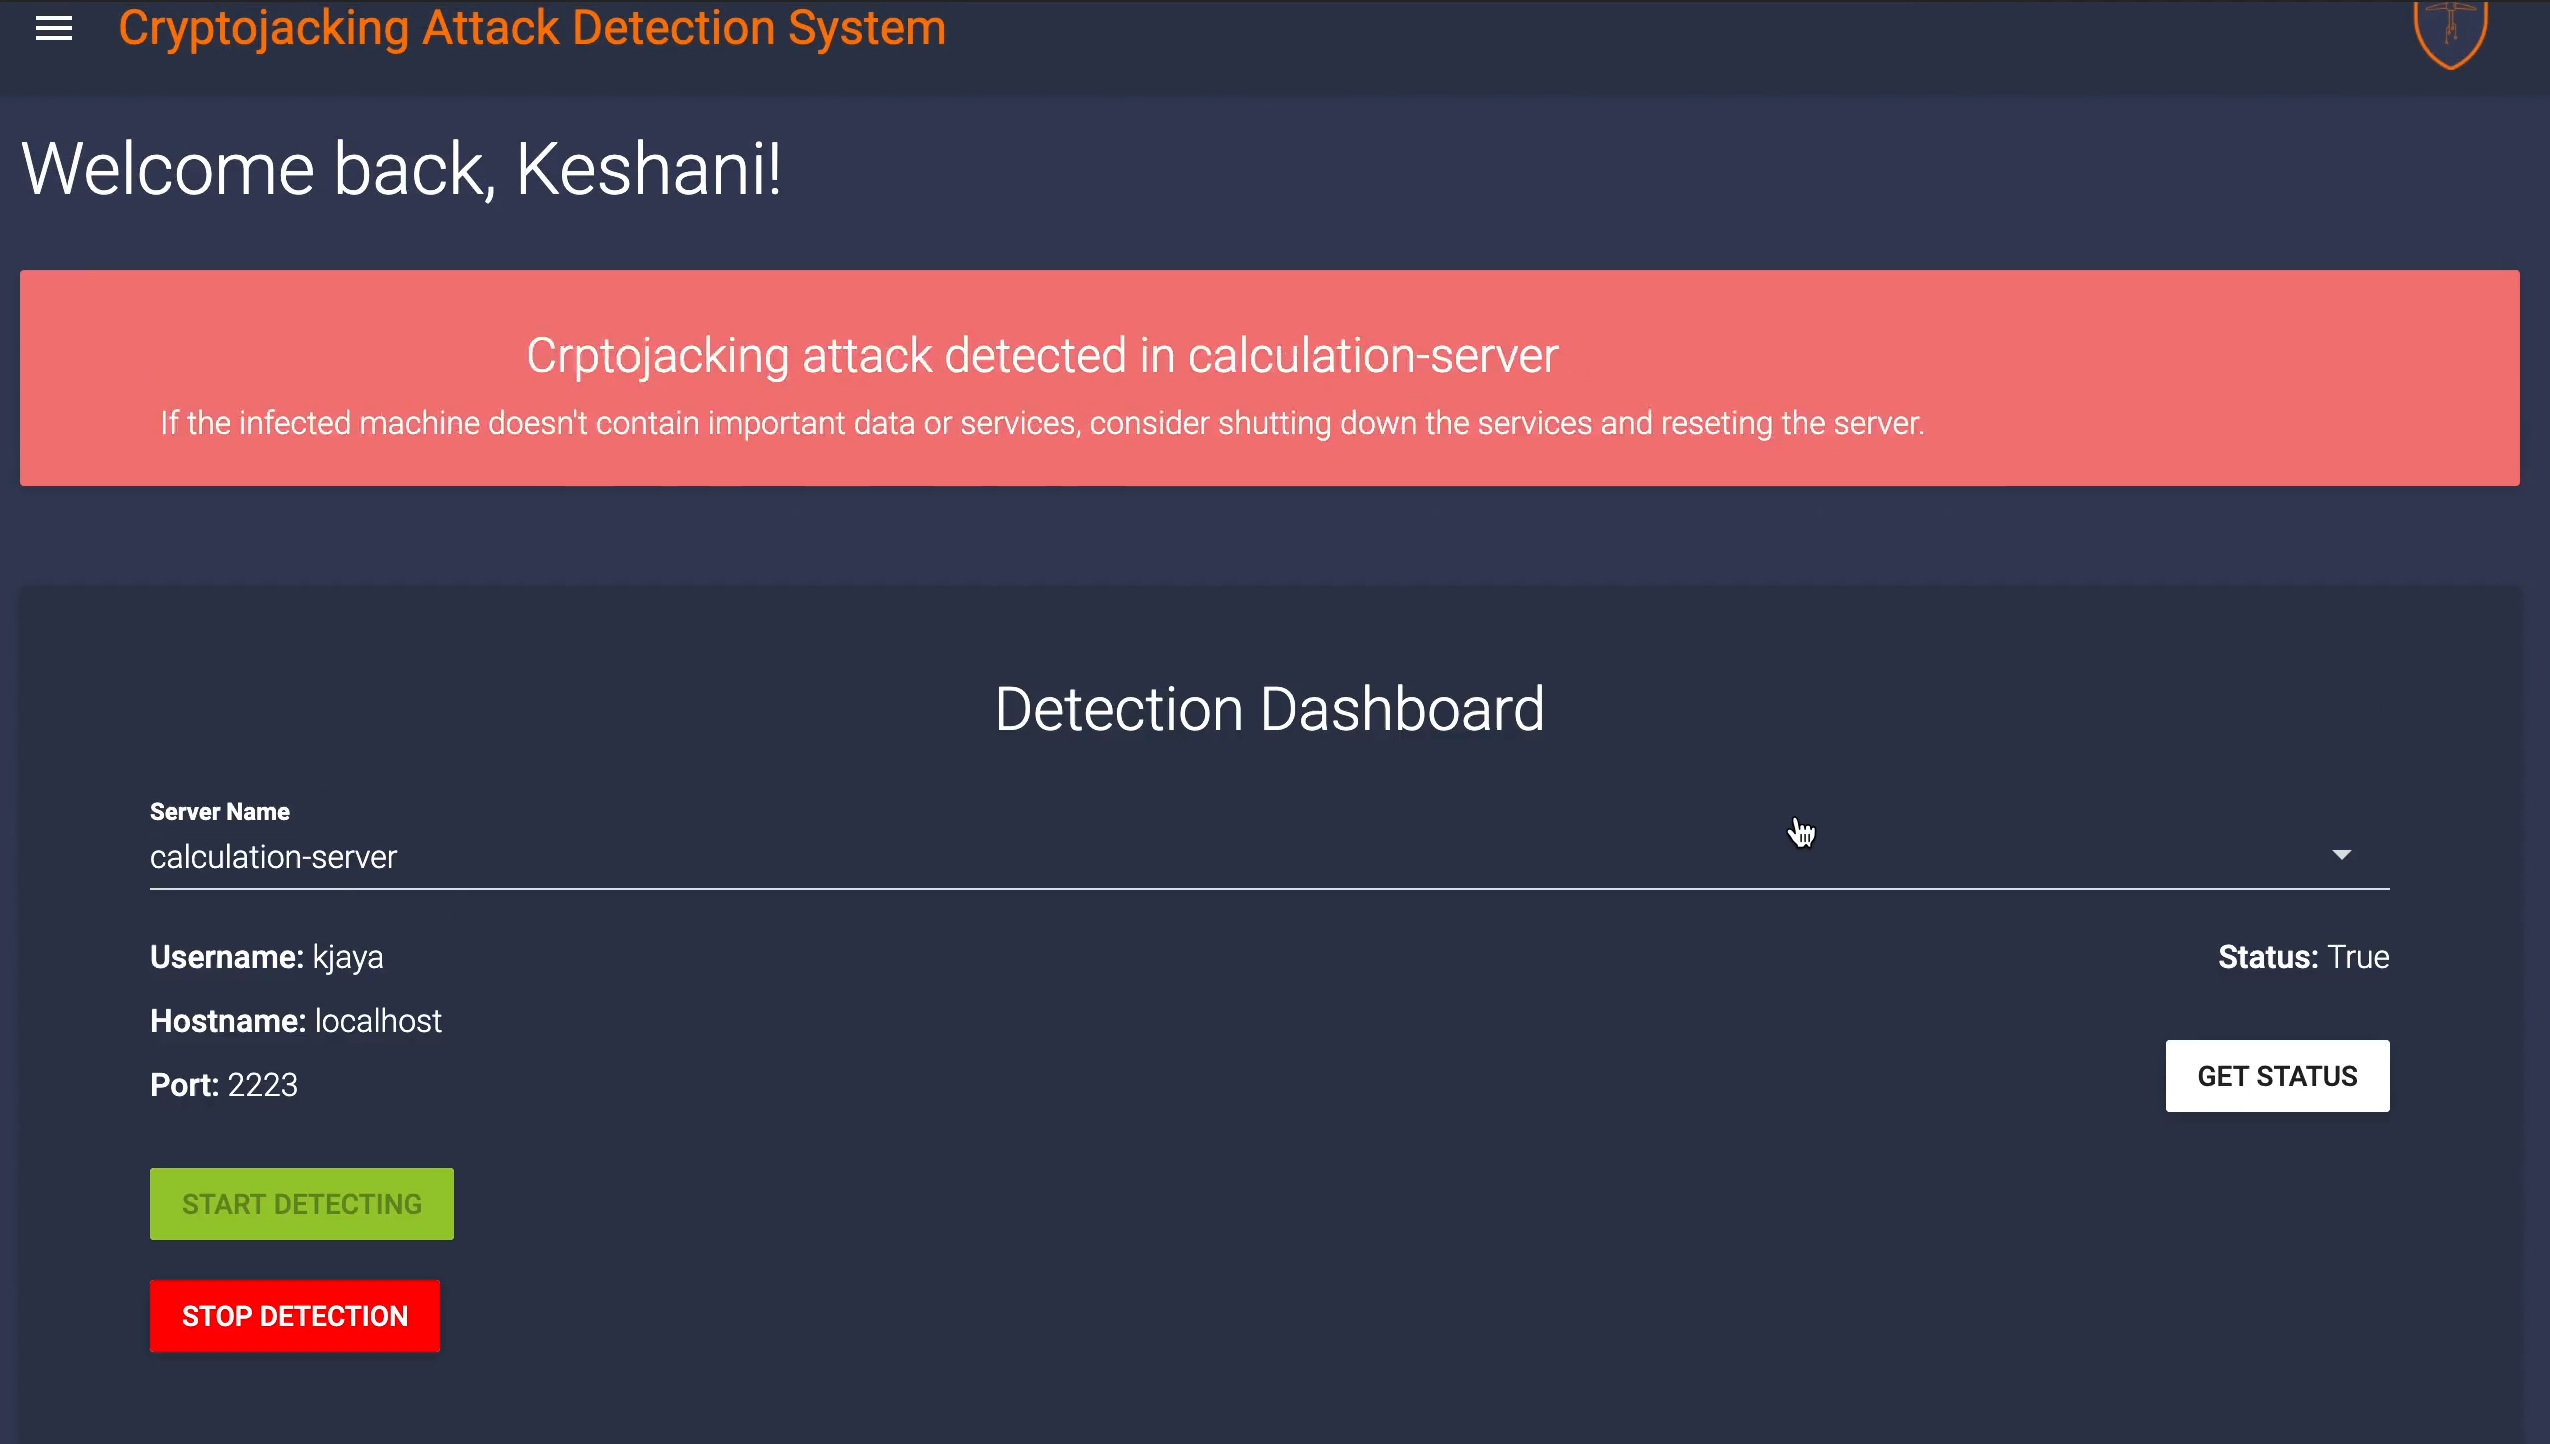 Cryptojacking Attack Detection System
Welcome back, Keshani!
Crptojacking attack detected in calculation-server
If the infected machine doesn't contain important data or services, consider shutting down the services and reseting the server.
Detection Dashboard
Server Name
calculation-server
Username: kjaya
Status: True
Hostname: localhost
Port: 2223
GET STATUS
START DETECTING
STOP DETECTION